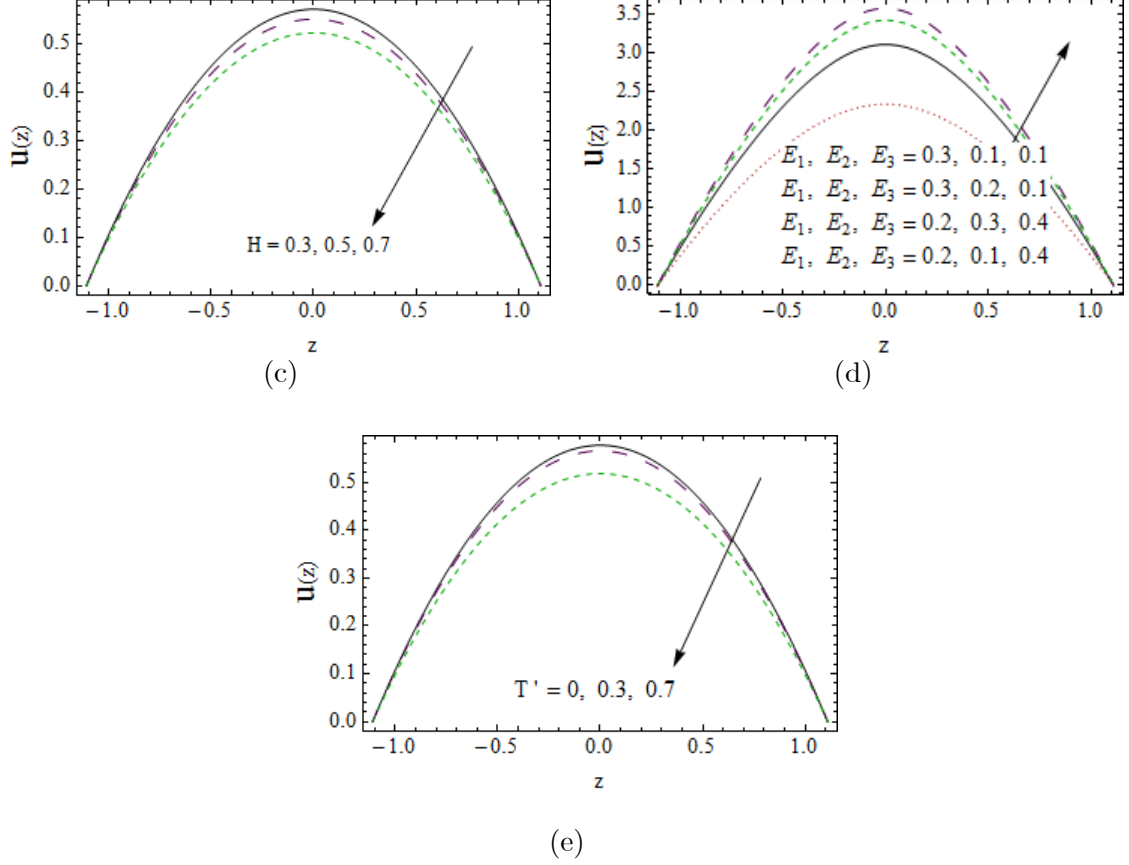 0.5
0.4
0.3
0.2
0.1
0.0
u(z)
H = 0.3, 0.5, 0.7
−1.0 −0.5 0.0 0.5 1.0
z
(c)
3.5
3.0
2.5
2.0
1.5
1.0
0.5
0.0
u(z)
E₁, E₂, E₃ = 0.3, 0.1, 0.1
E₁, E₂, E₃ = 0.3, 0.2, 0.1
E₁, E₂, E₃ = 0.2, 0.3, 0.4
E₁, E₂, E₃ = 0.2, 0.1, 0.4
−1.0 −0.5 0.0 0.5 1.0
z
(d)
0.5
0.4
0.3
0.2
0.1
0.0
u(z)
T ' = 0, 0.3, 0.7
−1.0 −0.5 0.0 0.5 1.0
z
(e)